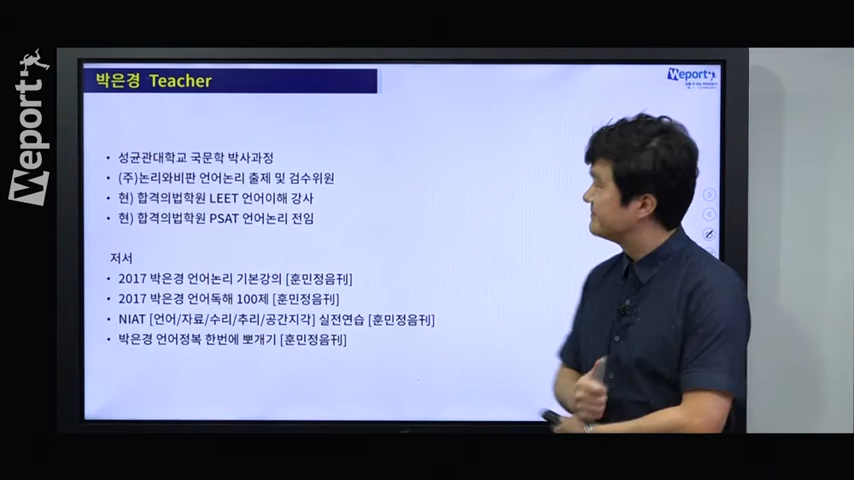 Weport
박은경 Teacher
Weport
• 성균관대학교 국문학 박사과정
• (주)논리와비판 언어논리 출제 및 검수위원
• 현) 합격의법학원 LEET 언어이해 강사
• 현) 합격의법학원 PSAT 언어논리 전임
저서
• 2017 박은경 언어논리 기본강의 [훈민정음刊]
• 2017 박은경 언어독해 100제 [훈민정음刊]
• NIAT [언어/자료/수리/추리/공간지각] 실전연습 [훈민정음刊]
• 박은경 언어정복 한번에 뽀개기 [훈민정음刊]